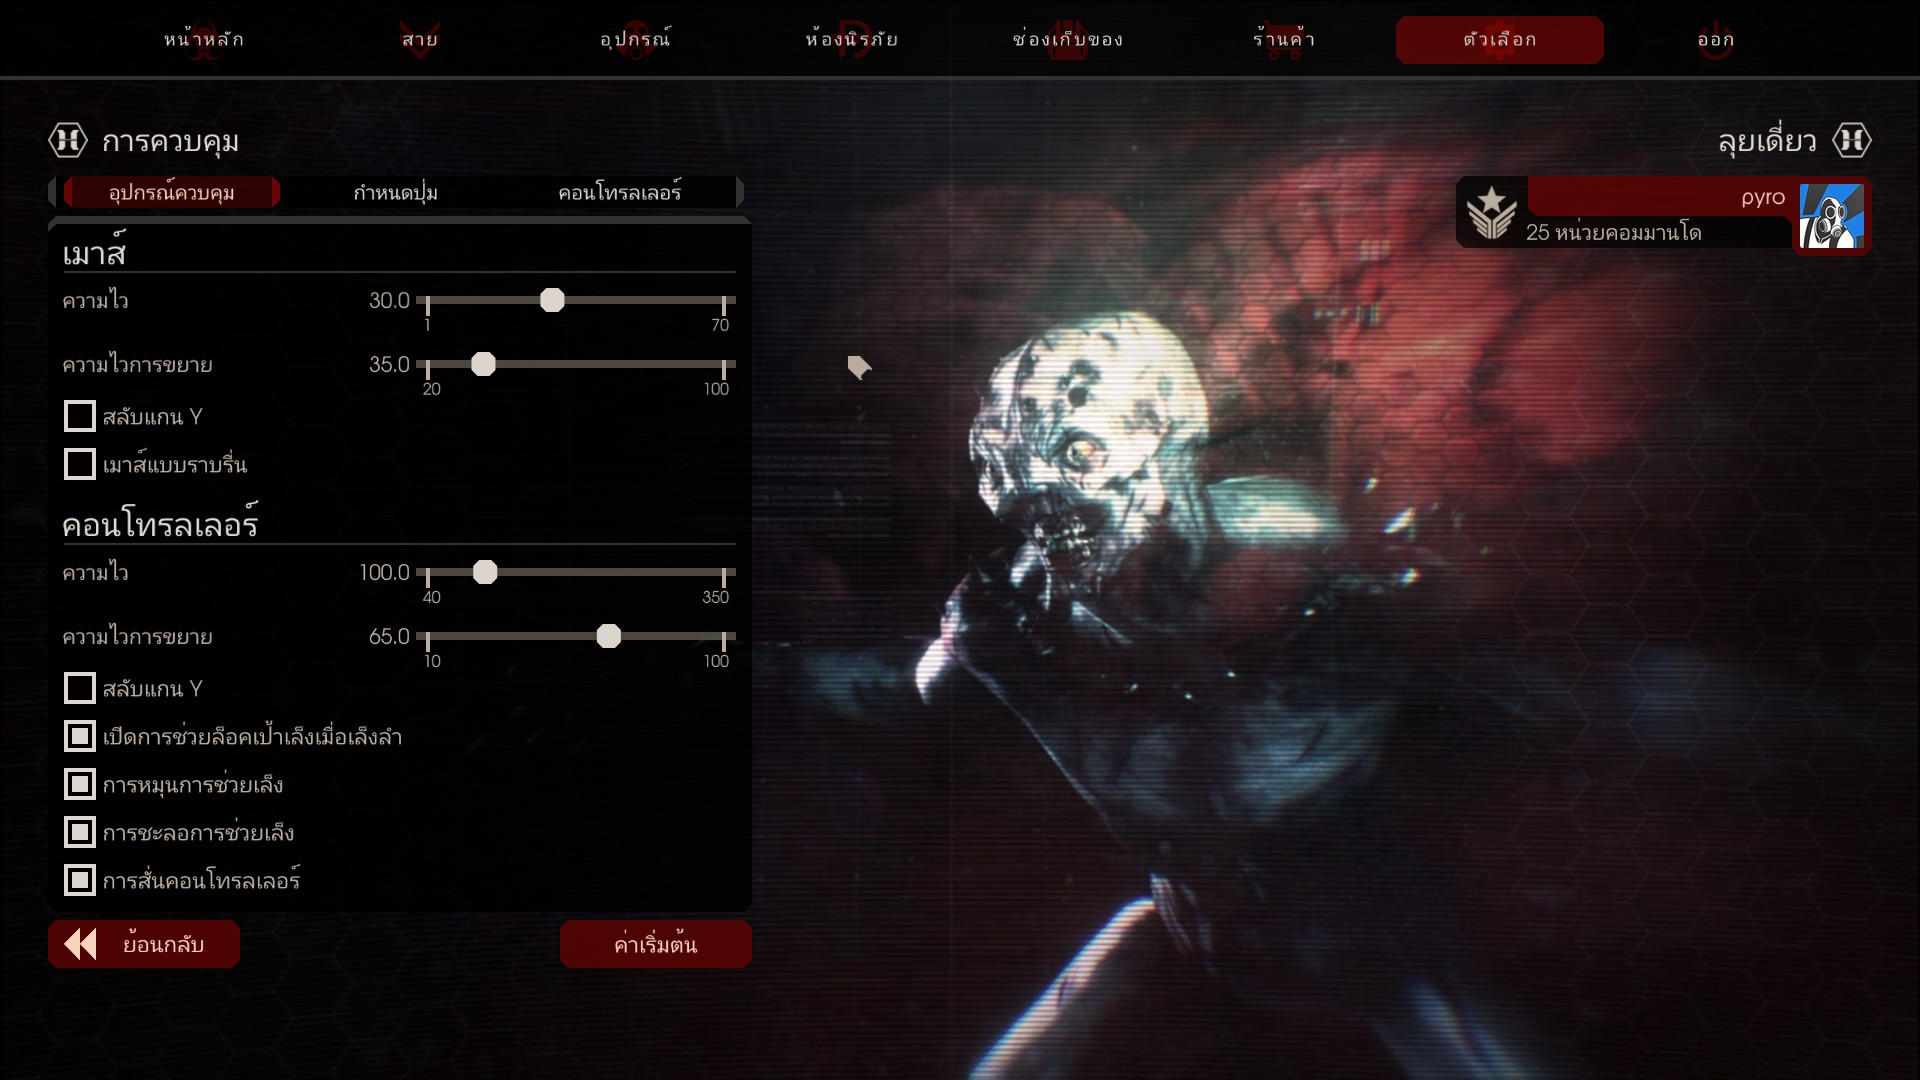 หน้าหลัก
สาย
อุปกรณ์
ห้องนิรภัย
ช่องเก็บของ
ร้านค้า
ตัวเลือก
ออก
การควบคุม
ลุยเดี่ยว
อุปกรณ์ควบคุม
กำหนดปุ่ม
คอนโทรลเลอร์
pyro
25 หน่วยคอมมานโด
เมาส์
ความไว 30.0
1 70
ความไวการขยาย 35.0
20 100
สลับแกน Y
เมาส์แบบราบรื่น
คอนโทรลเลอร์
ความไว 100.0
40 350
ความไวการขยาย 65.0
10 100
สลับแกน Y
เปิดการช่วยล็อคเป้าเล็งเมื่อเล็งลำ
การหมุนการช่วยเล็ง
การชะลอการช่วยเล็ง
การสั่นคอนโทรลเลอร์
ย้อนกลับ
ค่าเริ่มต้น